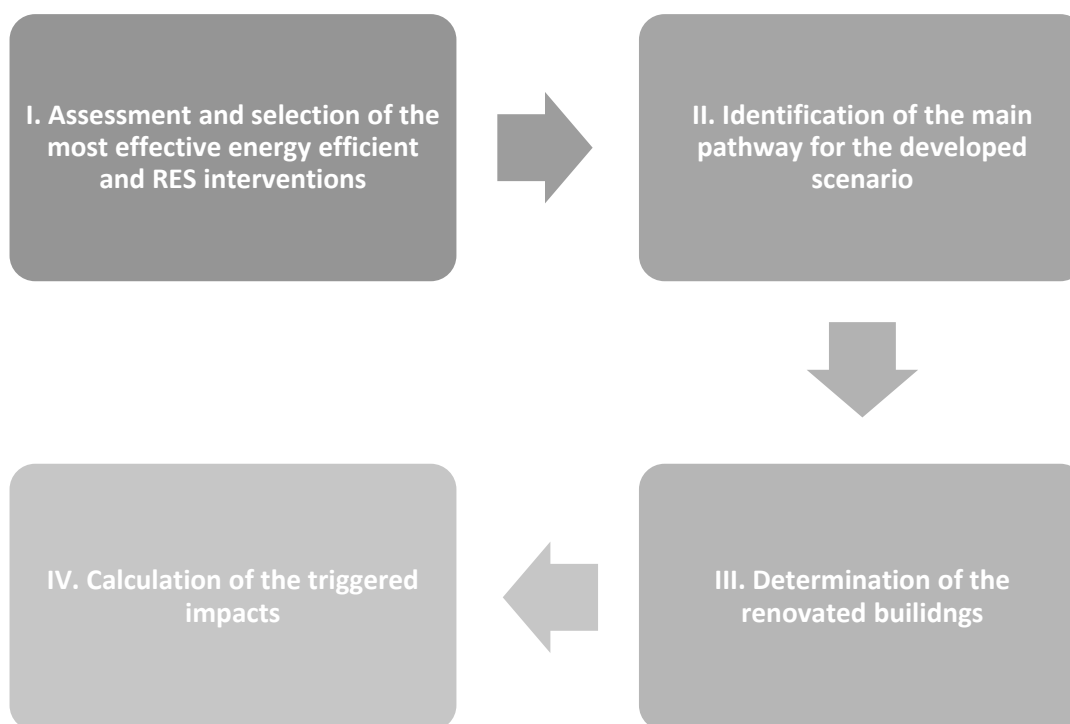 I. Assessment and selection of the
most effective energy efficient
and RES interventions
II. Identification of the main
pathway for the developed
scenario
III. Determination of the
renovated builidngs
IV. Calculation of the triggered
impacts